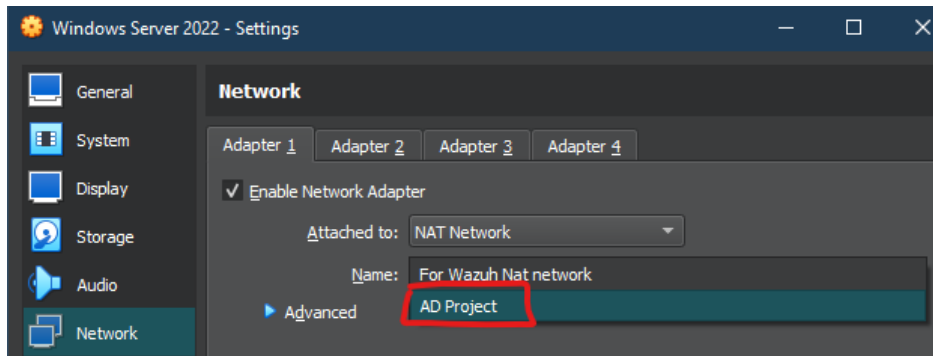 Windows Server 2022 - Settings
General
System
Display
Storage
Audio
Network
Network
Adapter 1
Adapter 2
Adapter 3
Adapter 4
Enable Network Adapter
Attached to: NAT Network
Name: For Wazuh Nat network
AD Project
Advanced